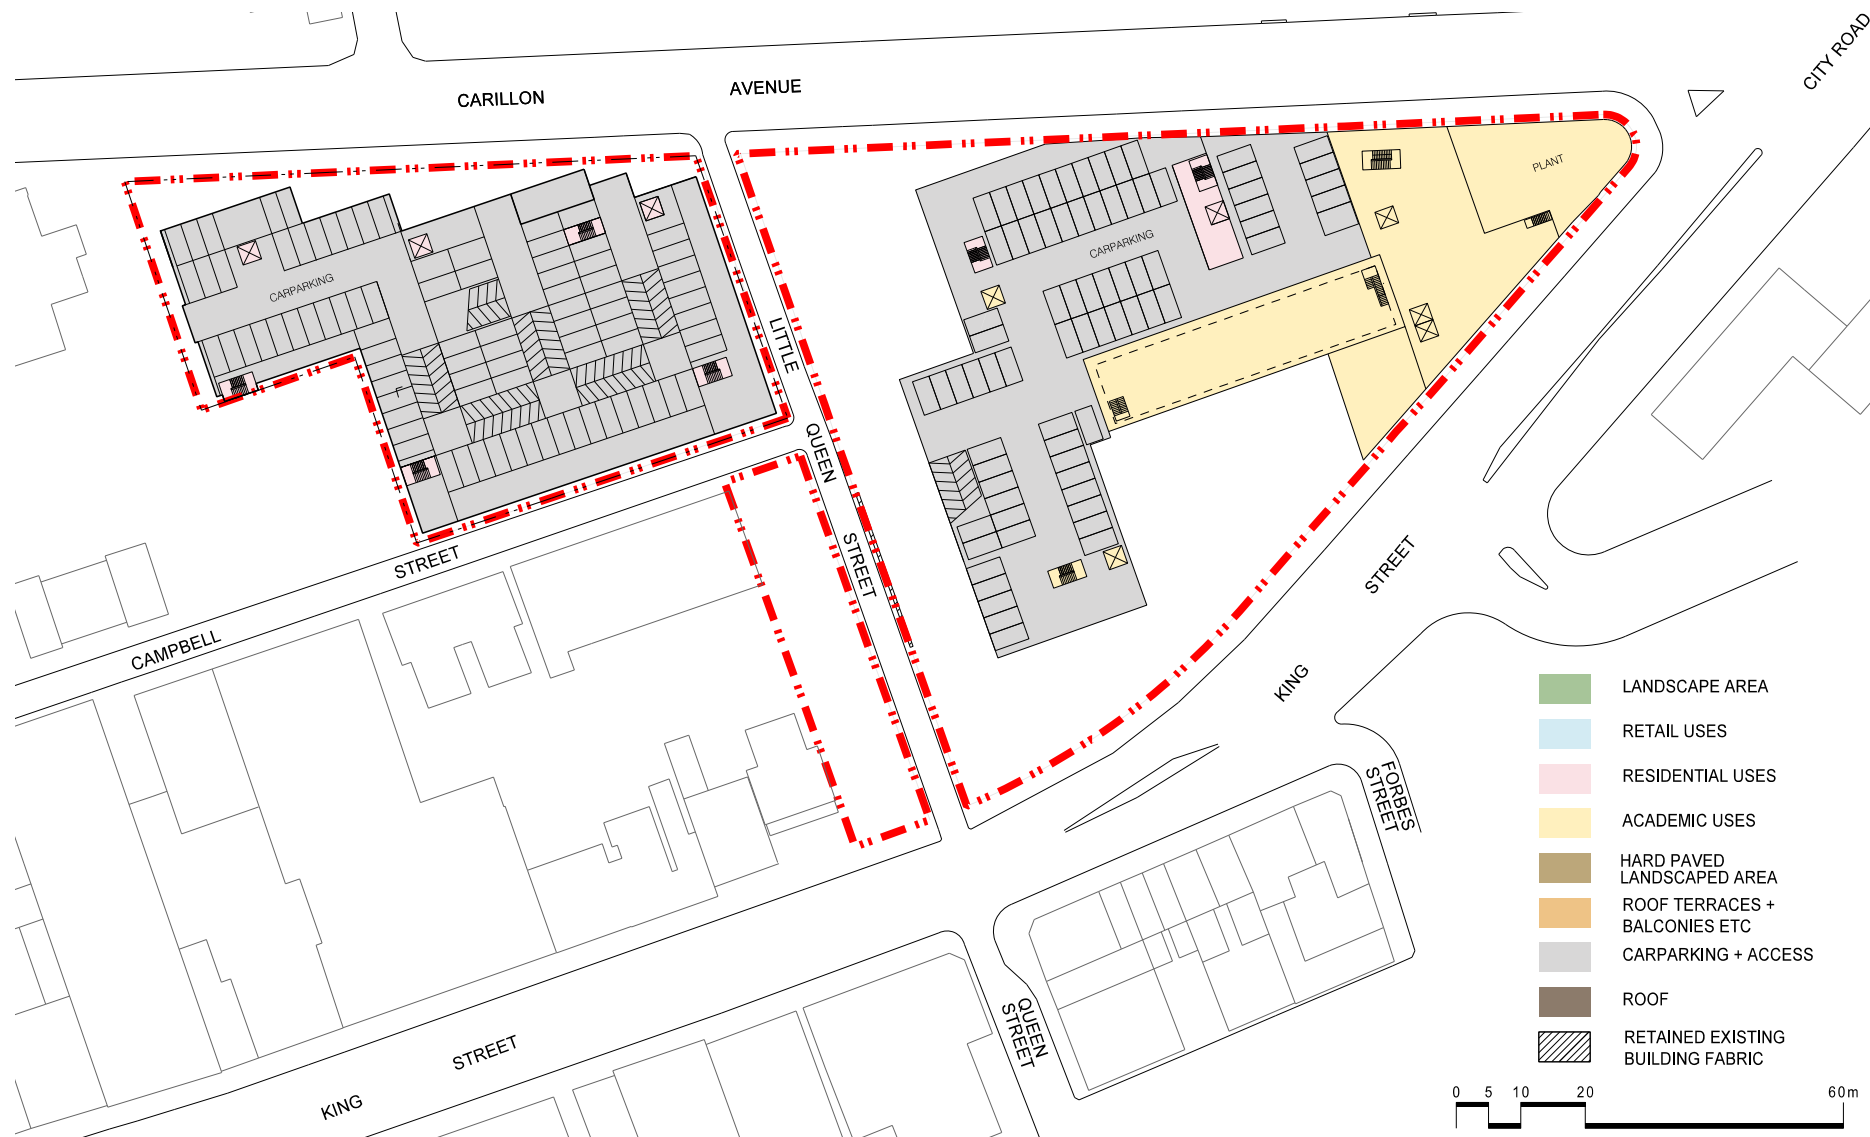 CITY ROAD
CARILLON
AVENUE
PLANT
CARPARKING
CARPARKING
LITTLE
QUEEN
STREET
STREET
CAMPBELL
STREET
KING
FORBES
STREET
QUEEN
STREET
STREET
KING
LANDSCAPE AREA
RETAIL USES
RESIDENTIAL USES
ACADEMIC USES
HARD PAVED
LANDSCAPED AREA
ROOF TERRACES +
BALCONIES ETC
CARPARKING + ACCESS
ROOF
RETAINED EXISTING
BUILDING FABRIC
0 5 10 20 60m